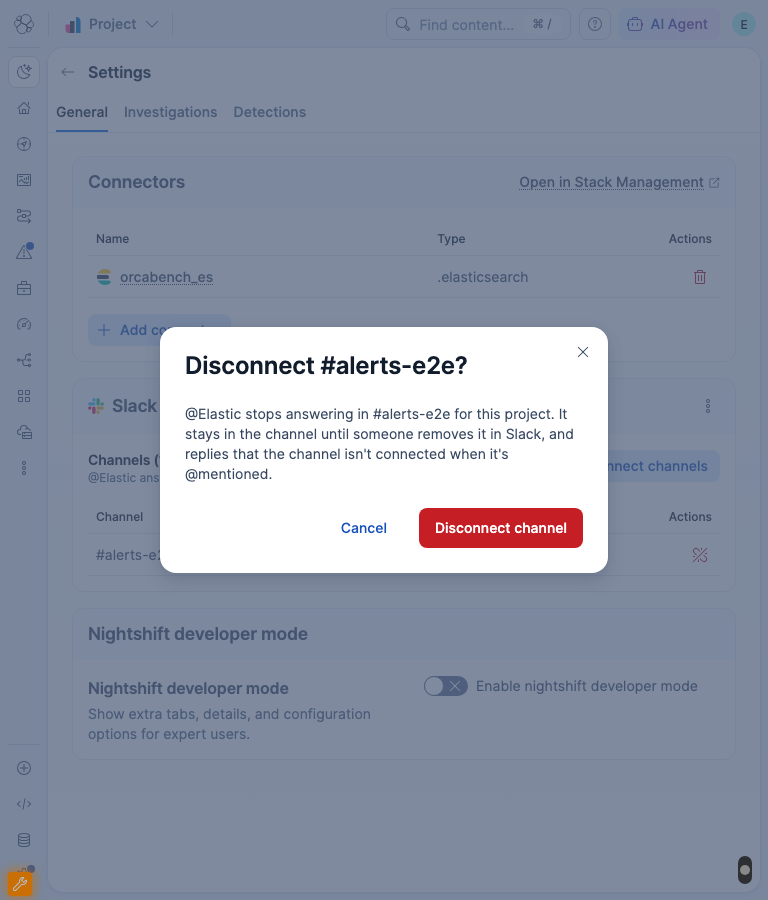 Project
Find content...
⌘ /
AI Agent
E
Settings
General
Investigations
Detections
Connectors
Open in Stack Management
Name
Type
Actions
orcabench_es
.elasticsearch
Add
Disconnect #alerts-e2e?
@Elastic stops answering in #alerts-e2e for this project. It
stays in the channel until someone removes it in Slack, and
replies that the channel isn't connected when it's
@mentioned.
Cancel
Disconnect channel
Slack
Channels
@Elastic
channels
Channel
Actions
Nightshift developer mode
Nightshift developer mode
Show extra tabs, details, and configuration
options for expert users.
Enable nightshift developer mode